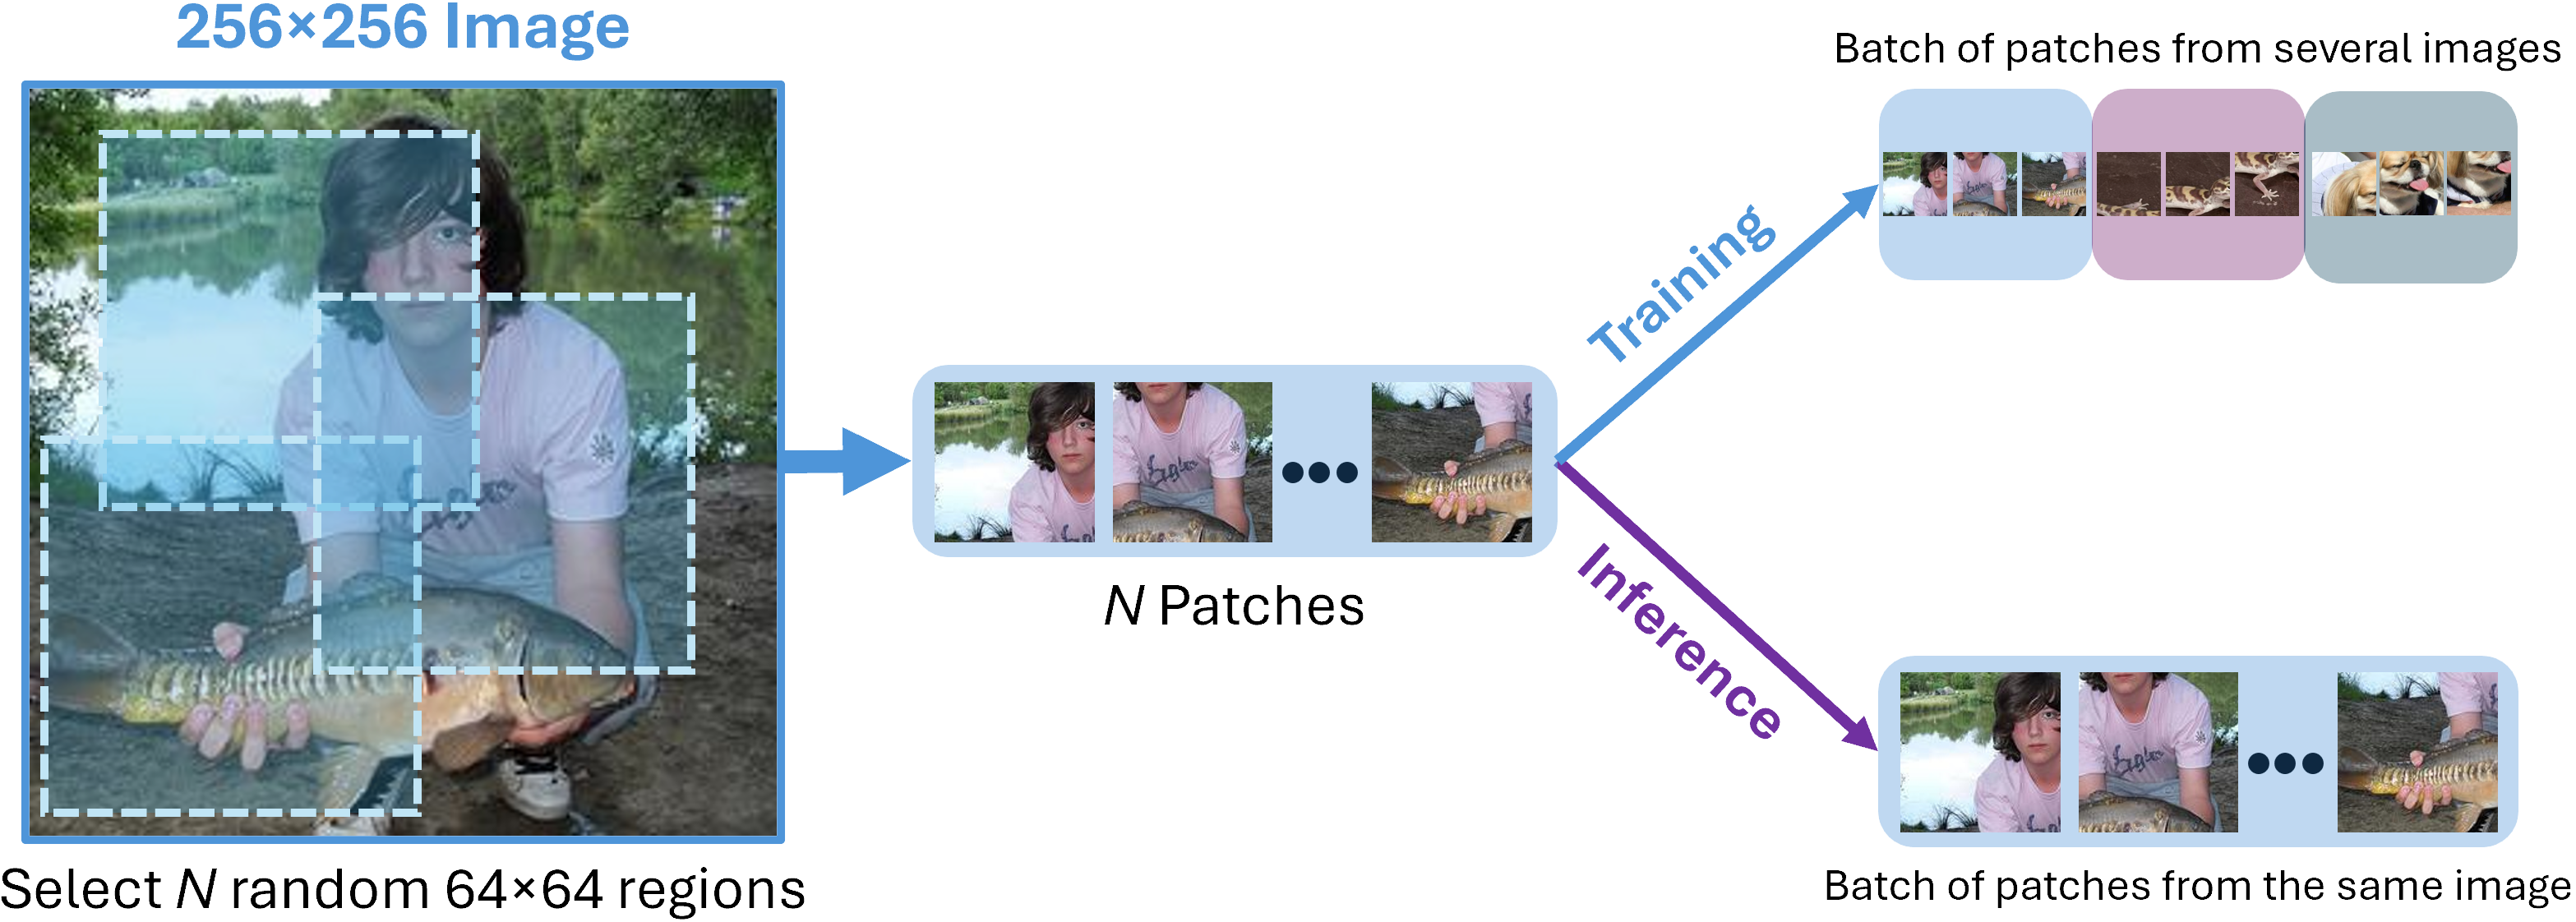 256×256 Image
Select N random 64×64 regions
N Patches
Training
Inference
Batch of patches from several images
Batch of patches from the same image